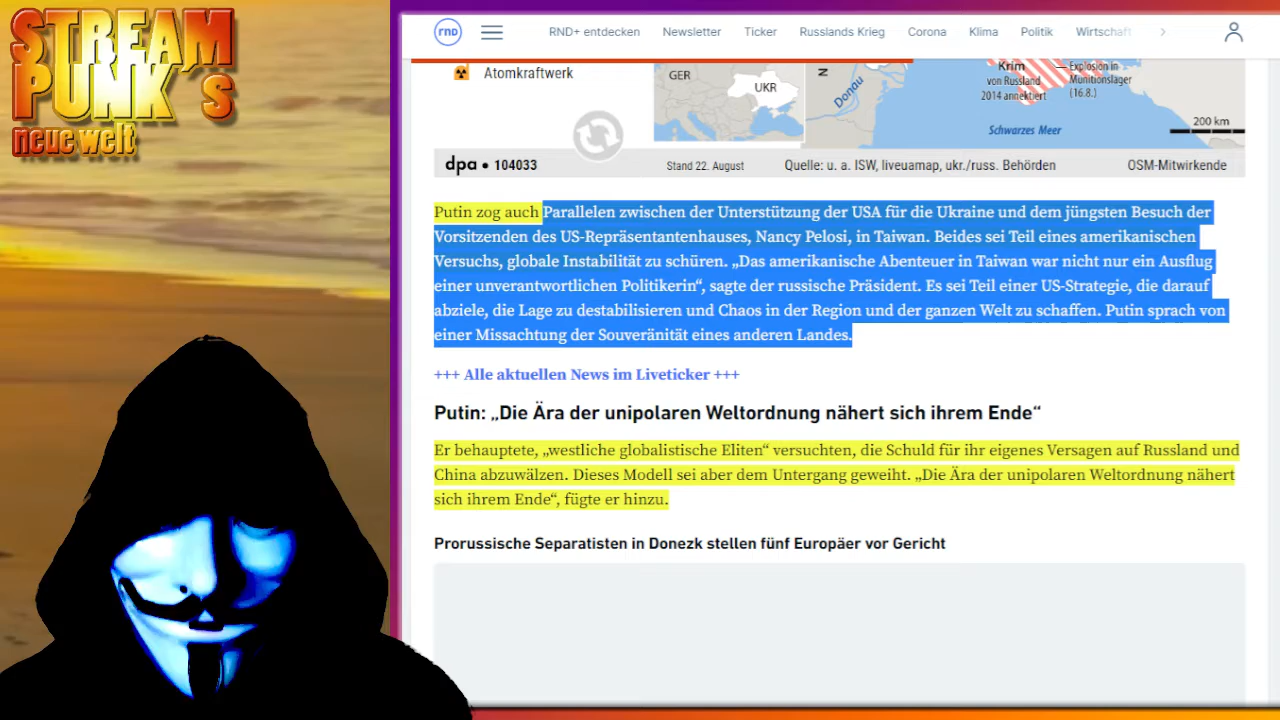 STREAM
PUNK´s
neue welt
rnd
RND+ entdecken Newsletter Ticker Russlands Krieg Corona Klima Politik Wirtschaft
Atomkraftwerk
GER
UKR
N
Donau
Krim
von Russland
2014 annektiert
Explosion in
Munitionslager
(16.8.)
Schwarzes Meer
200 km
dpa • 104033 Stand 22. August Quelle: u. a. ISW, liveuamap, ukr./russ. Behörden OSM-Mitwirkende
Putin zog auch Parallelen zwischen der Unterstützung der USA für die Ukraine und dem jüngsten Besuch der
Vorsitzenden des US-Repräsentantenhauses, Nancy Pelosi, in Taiwan. Beides sei Teil eines amerikanischen
Versuchs, globale Instabilität zu schüren. „Das amerikanische Abenteuer in Taiwan war nicht nur ein Ausflug
einer unverantwortlichen Politikerin“, sagte der russische Präsident. Es sei Teil einer US-Strategie, die darauf
abziele, die Lage zu destabilisieren und Chaos in der Region und der ganzen Welt zu schaffen. Putin sprach von
einer Missachtung der Souveränität eines anderen Landes.
+++ Alle aktuellen News im Liveticker +++
Putin: „Die Ära der unipolaren Weltordnung nähert sich ihrem Ende“
Er behauptete, „westliche globalistische Eliten“ versuchten, die Schuld für ihr eigenes Versagen auf Russland und
China abzuwälzen. Dieses Modell sei aber dem Untergang geweiht. „Die Ära der unipolaren Weltordnung nähert
sich ihrem Ende“, fügte er hinzu.
Prorussische Separatisten in Donezk stellen fünf Europäer vor Gericht